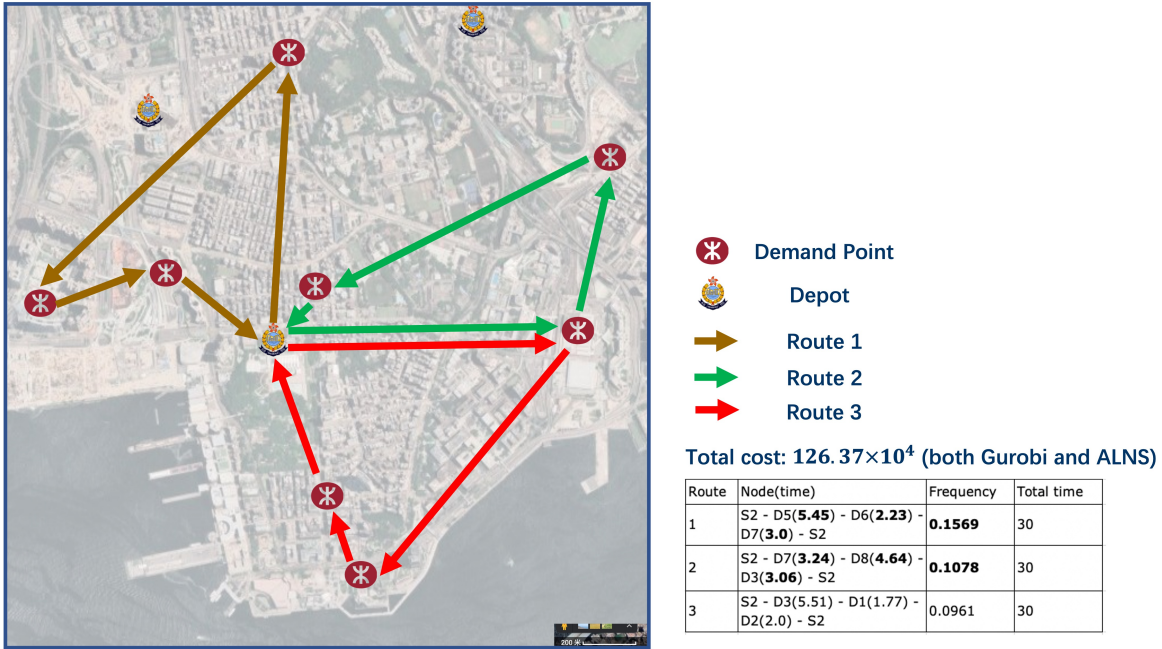 Demand Point
Depot
Route 1
Route 2
Route 3
Total cost: 126.37×10⁴ (both Gurobi and ALNS)
Route Node(time) Frequency Total time
1 S2 - D5(5.45) - D6(2.23) - D7(3.0) - S2 0.1569 30
2 S2 - D7(3.24) - D8(4.64) - D3(3.06) - S2 0.1078 30
3 S2 - D3(5.51) - D1(1.77) - D2(2.0) - S2 0.0961 30
200 米